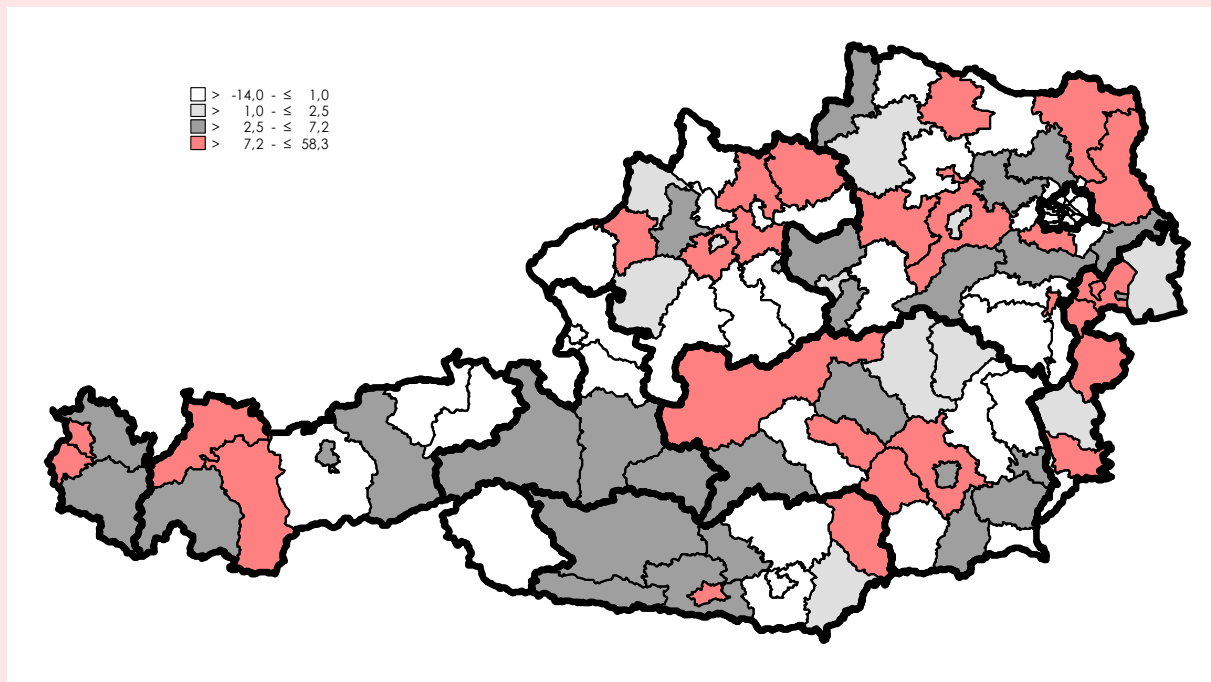 > -14,0 - ≤ 1,0
> 1,0 - ≤ 2,5
> 2,5 - ≤ 7,2
> 7,2 - ≤ 58,3